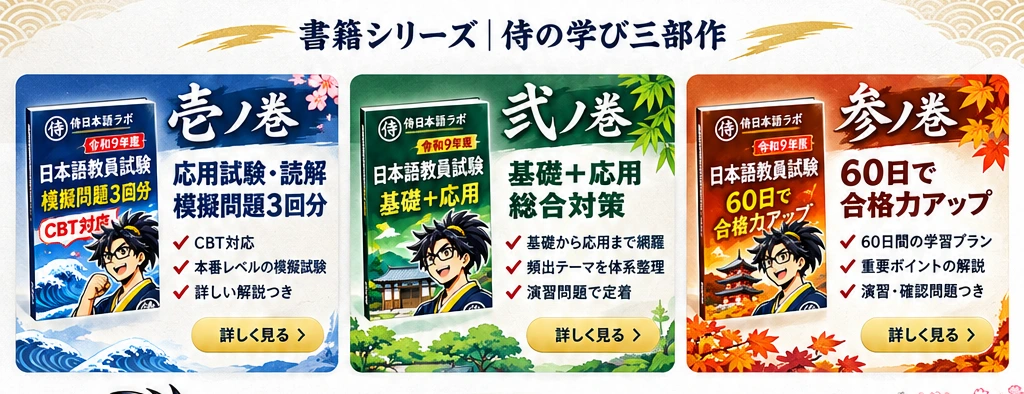 書籍シリーズ｜侍の学び三部作
侍 侍日本語ラボ
令和9年度
日本語教員試験
模擬問題3回分
CBT対応
壱ノ巻
応用試験・読解
模擬問題3回分
CBT対応
本番レベルの模擬試験
詳しい解説つき
詳しく見る
侍 侍日本語ラボ
令和9年度
日本語教員試験
基礎＋応用
弐ノ巻
基礎＋応用
総合対策
基礎から応用まで網羅
頻出テーマを体系整理
演習問題で定着
詳しく見る
侍 侍日本語ラボ
令和9年度
日本語教員試験
60日で
合格力アップ
参ノ巻
60日で
合格力アップ
60日間の学習プラン
重要ポイントの解説
演習・確認問題つき
詳しく見る